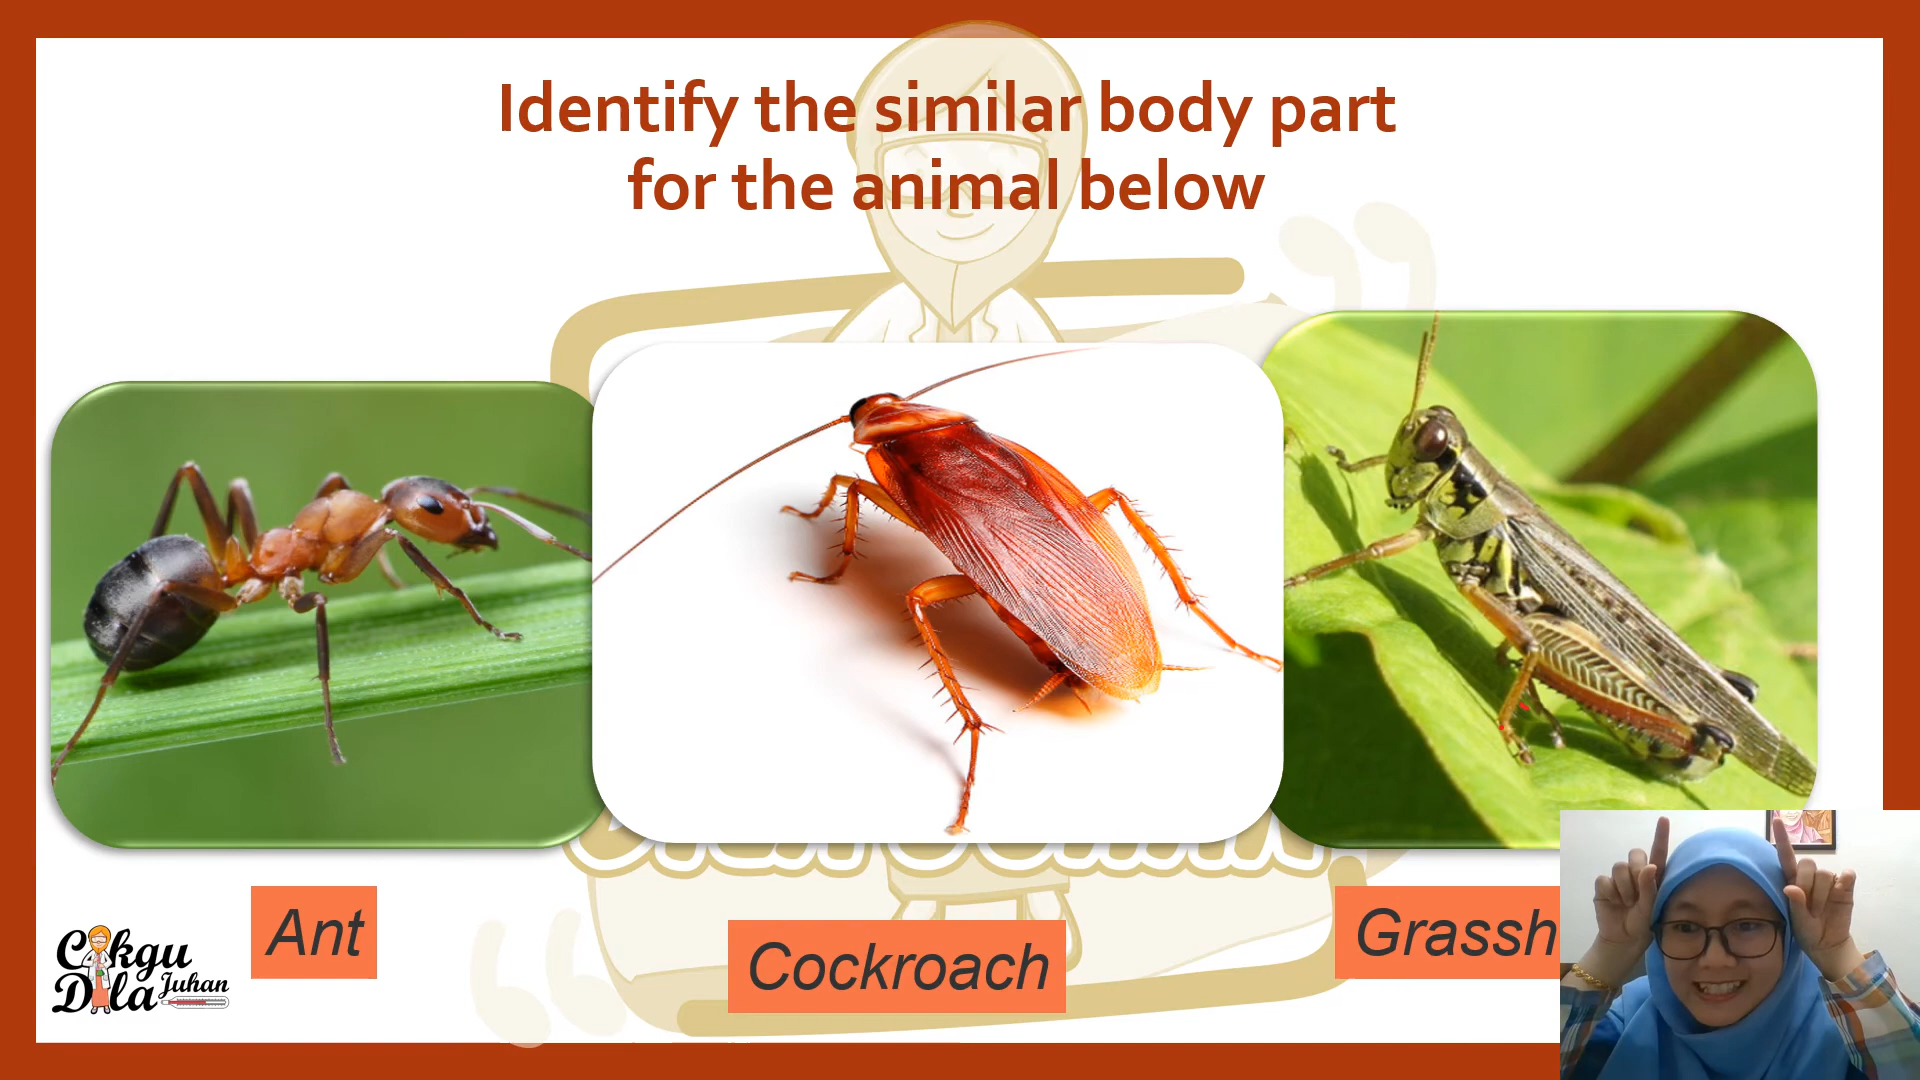 Identify the similar body part
for the animal below
Ant
Cockroach
Grassh
Cikgu
Dila Juhan